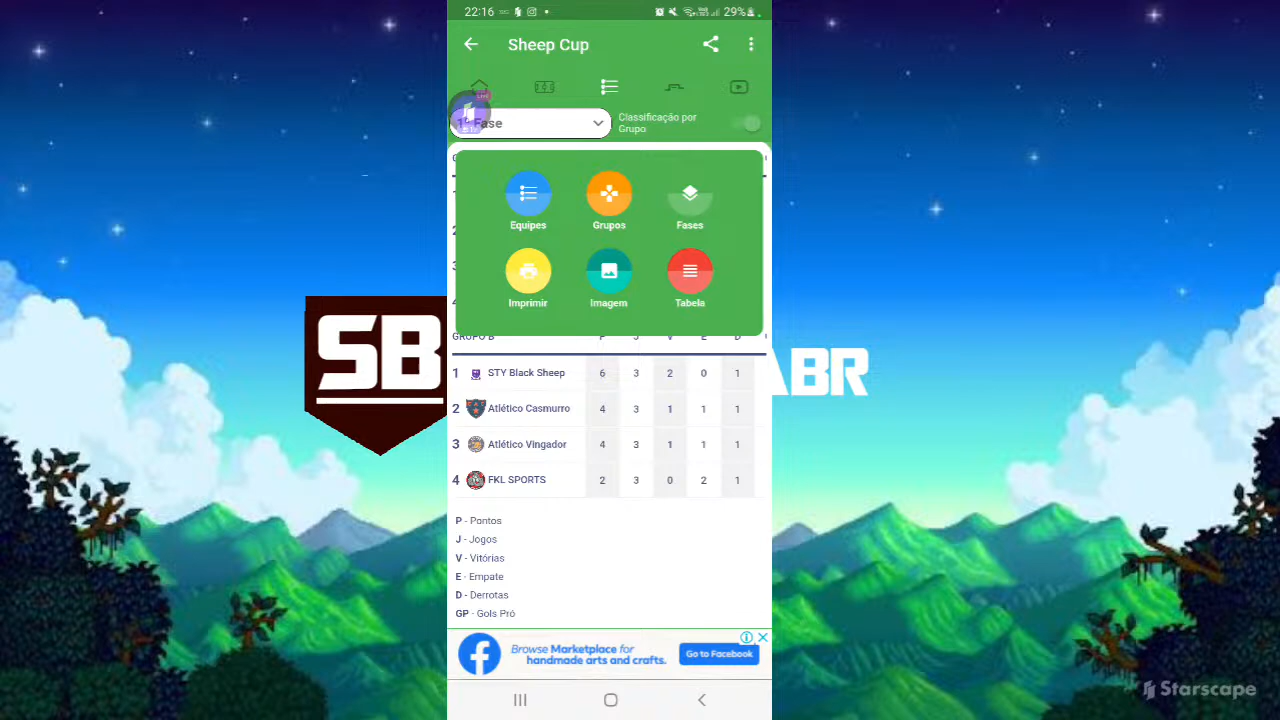 22:16 29%
Sheep Cup
LIVE
1ª Fase
Classificação por
Grupo
Equipes Grupos Fases
Imprimir Imagem Tabela
GRUPO B P J V E D
1 STY Black Sheep 6 3 2 0 1
2 Atlético Casmurro 4 3 1 1 1
3 Atlético Vingador 4 3 1 1 1
4 FKL SPORTS 2 3 0 2 1
P - Pontos
J - Jogos
V - Vitórias
E - Empate
D - Derrotas
GP - Gols Pró
Browse Marketplace for
handmade arts and crafts.
Go to Facebook
SB
ABR
Starscape